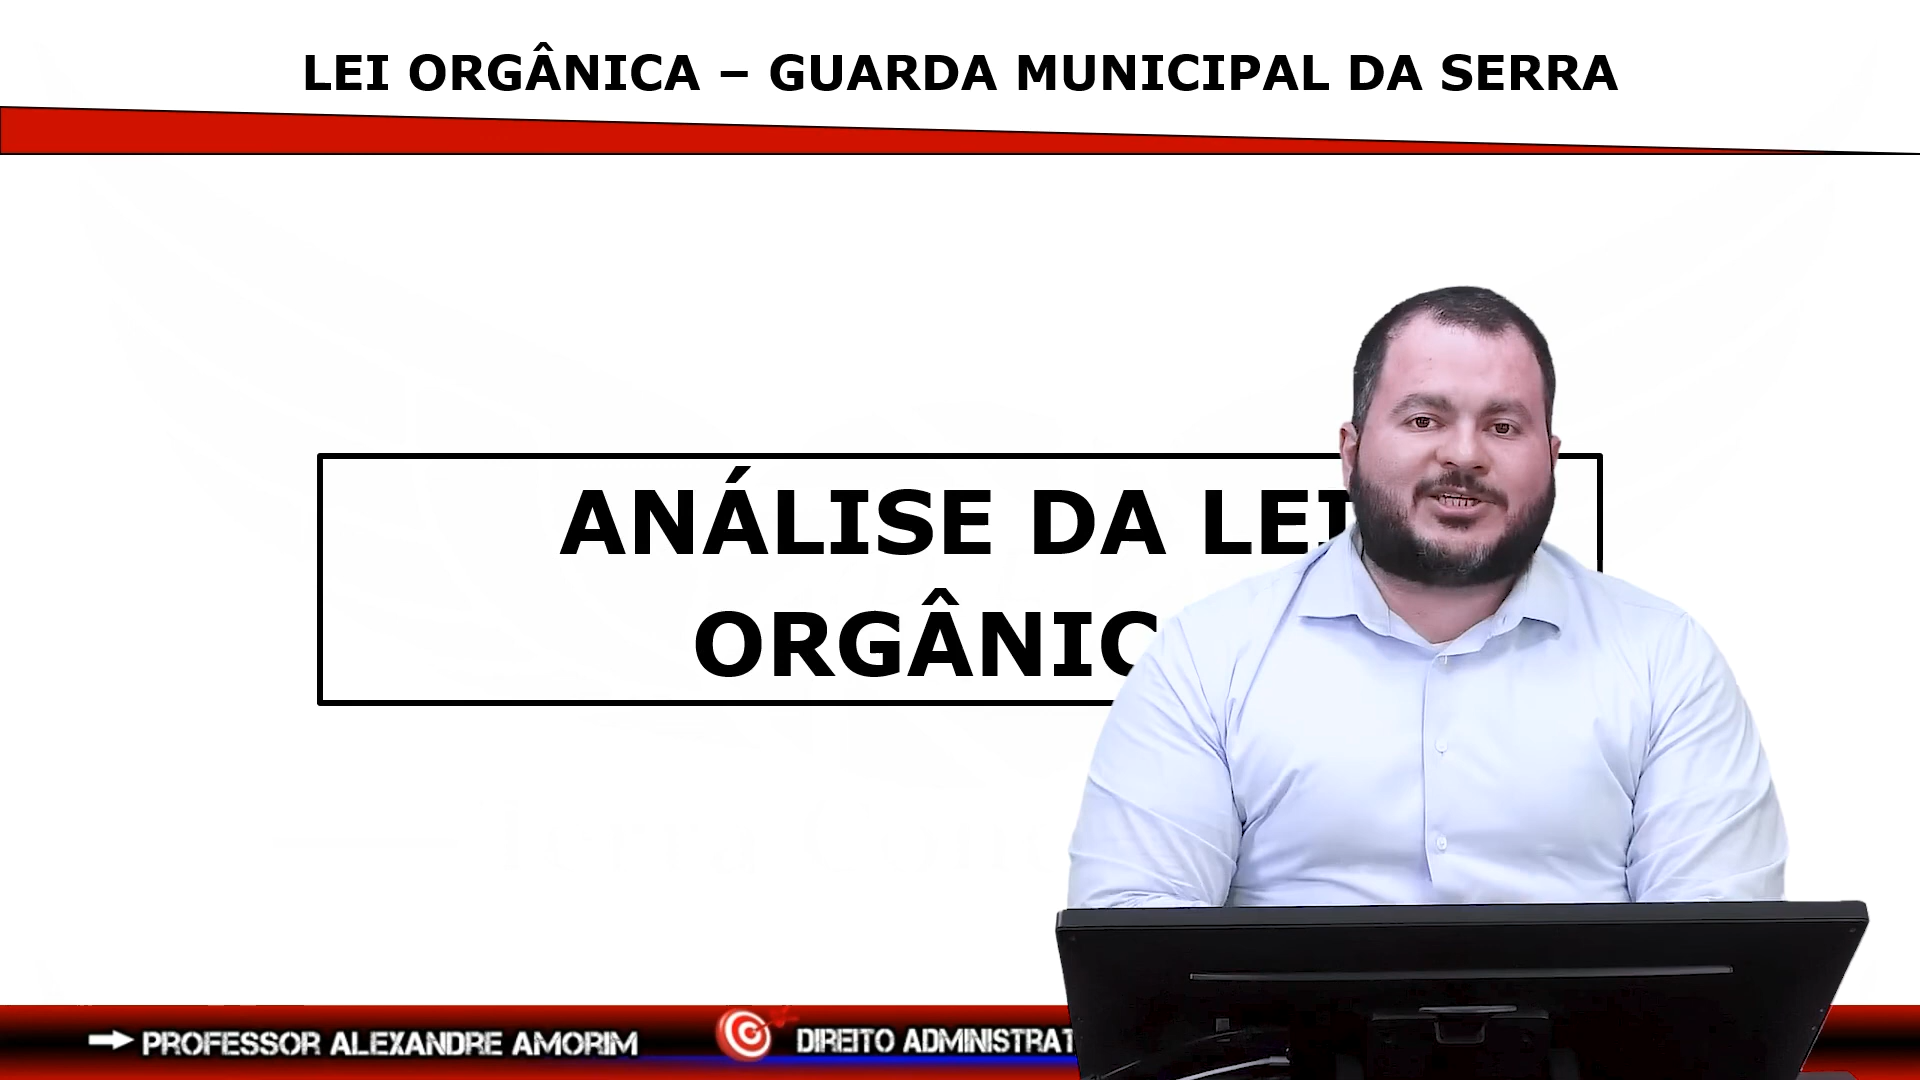 LEI ORGÂNICA – GUARDA MUNICIPAL DA SERRA
ANÁLISE DA LEI
ORGÂNIC
PROFESSOR ALEXANDRE AMORIM
DIREITO ADMINISTRAT